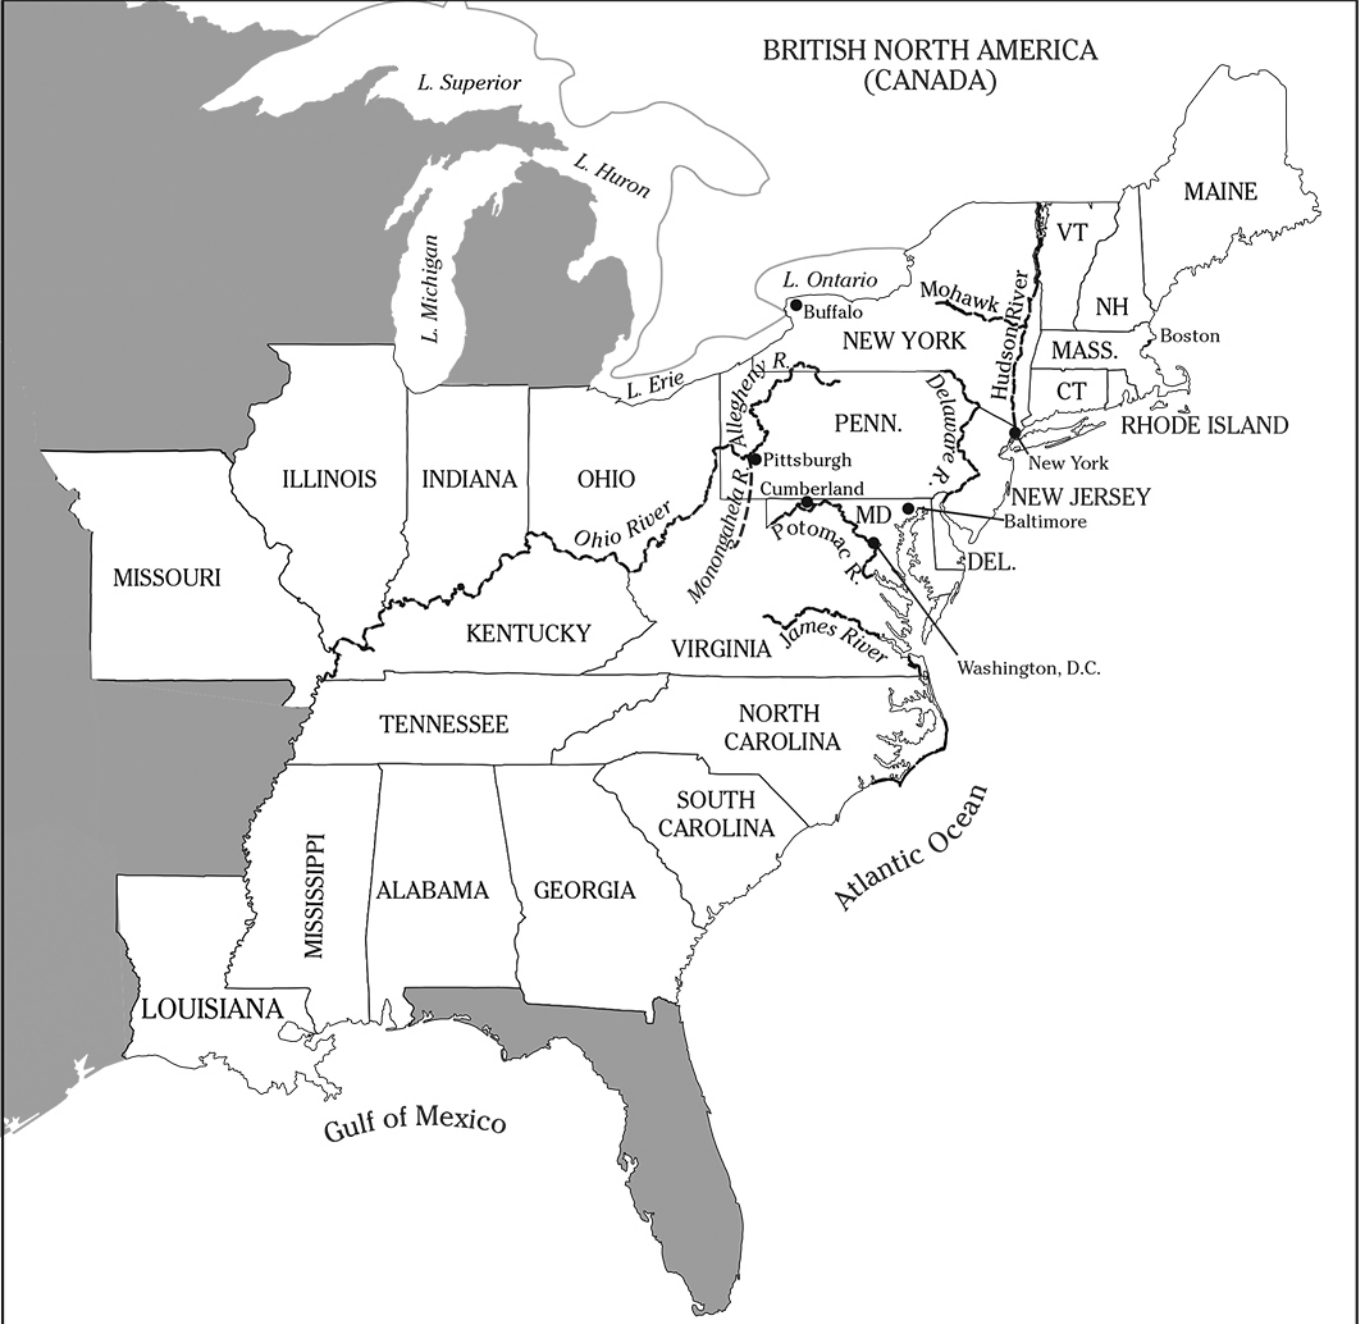 BRITISH NORTH AMERICA
(CANADA)
L. Superior
L. Huron
MAINE
VT
L. Michigan
L. Ontario
Mohawk
Hudson River
NH
Buffalo
NEW YORK
Boston
MASS.
L. Erie
Allegheny R.
CT
Delaware R.
PENN.
RHODE ISLAND
ILLINOIS
INDIANA
OHIO
Pittsburgh
New York
Cumberland
NEW JERSEY
Ohio River
Monongahela R.
MD
Baltimore
Potomac R.
DEL.
MISSOURI
KENTUCKY
VIRGINIA
James River
Washington, D.C.
TENNESSEE
NORTH
CAROLINA
SOUTH
CAROLINA
Atlantic Ocean
MISSISSIPPI
ALABAMA
GEORGIA
LOUISIANA
Gulf of Mexico